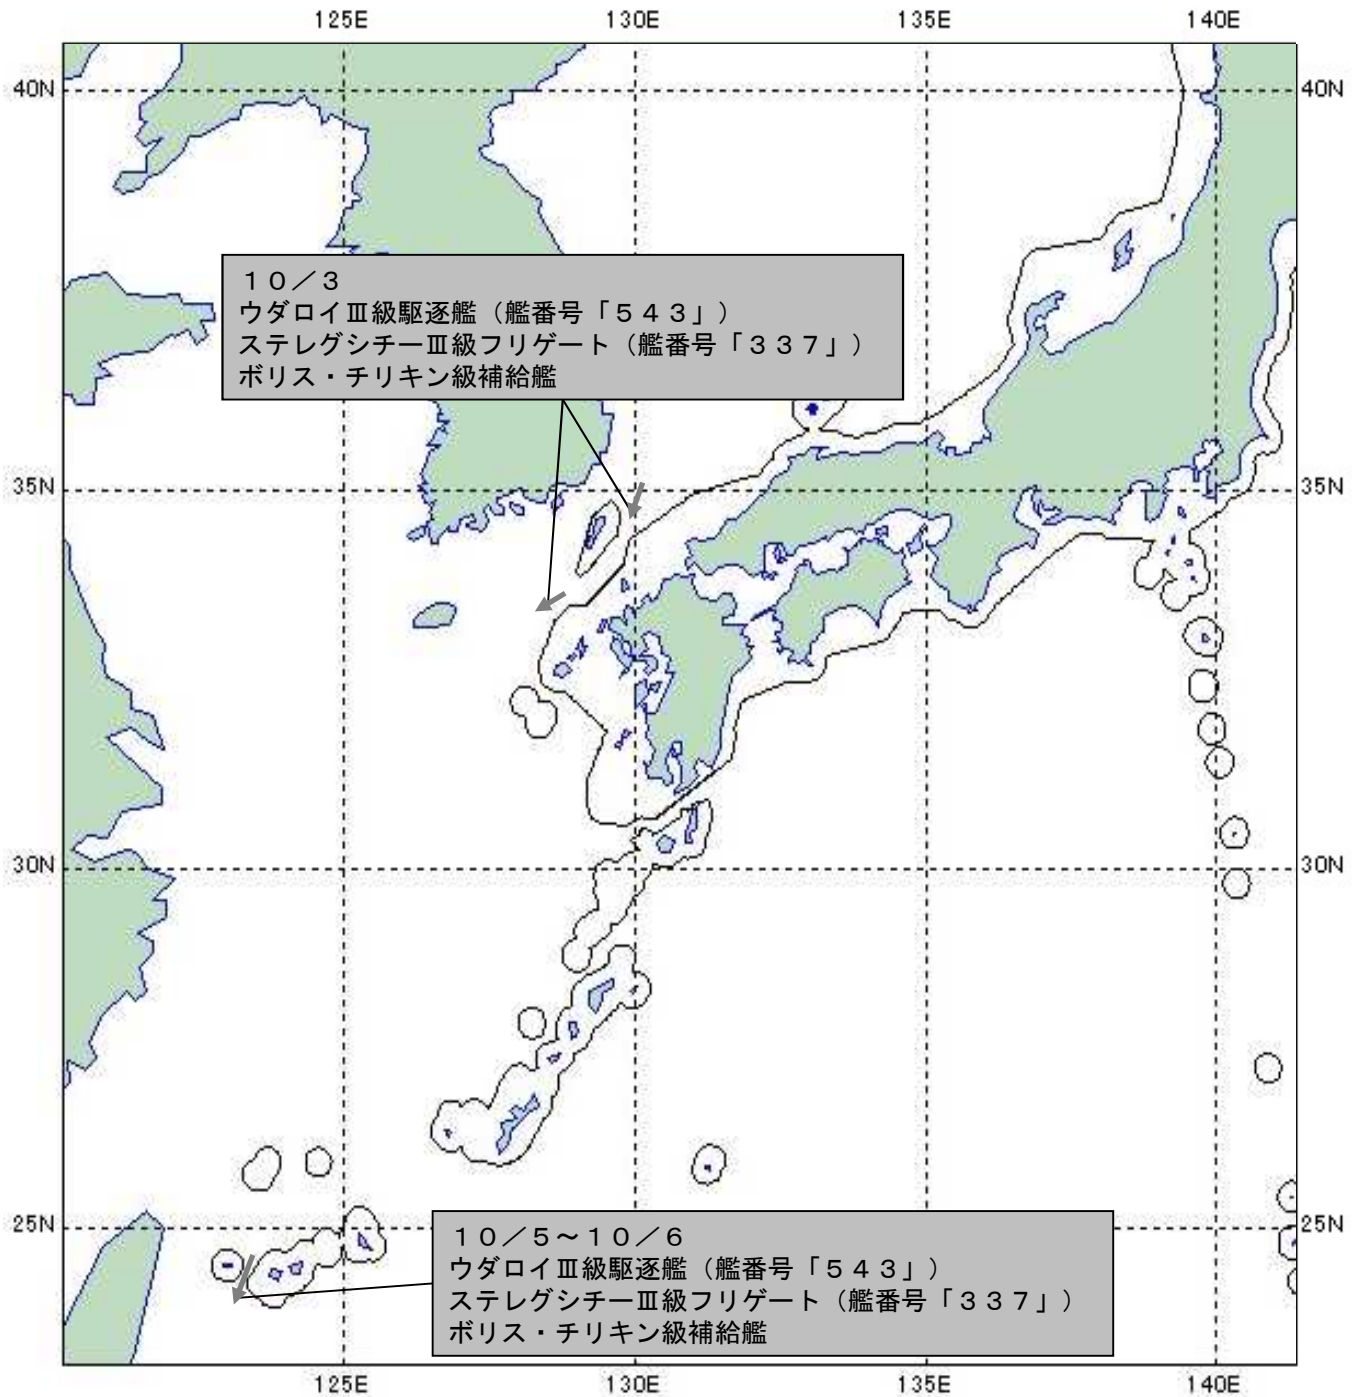 125E 130E 135E 140E
40N 40N
１０／３
ウダロイⅢ級駆逐艦（艦番号「５４３」）
ステレグシチーⅢ級フリゲート（艦番号「３３７」）
ボリス・チリキン級補給艦
35N 35N
30N 30N
25N 25N
１０／５～１０／６
ウダロイⅢ級駆逐艦（艦番号「５４３」）
ステレグシチーⅢ級フリゲート（艦番号「３３７」）
ボリス・チリキン級補給艦
125E 130E 135E 140E